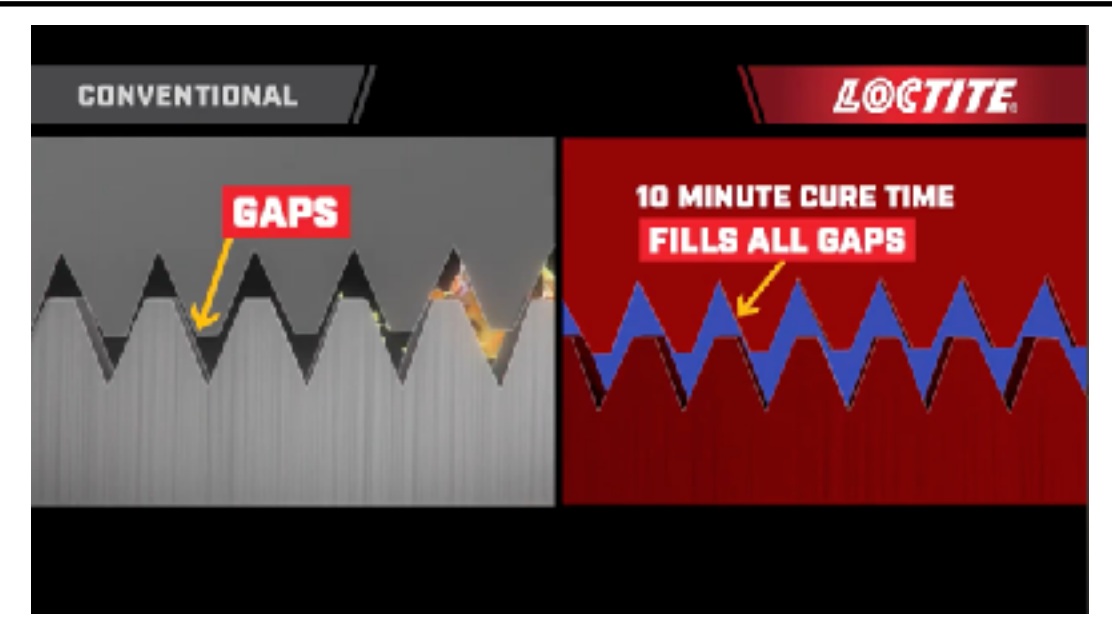 CONVENTIONAL
LOCTITE®
GAPS
10 MINUTE CURE TIME
FILLS ALL GAPS